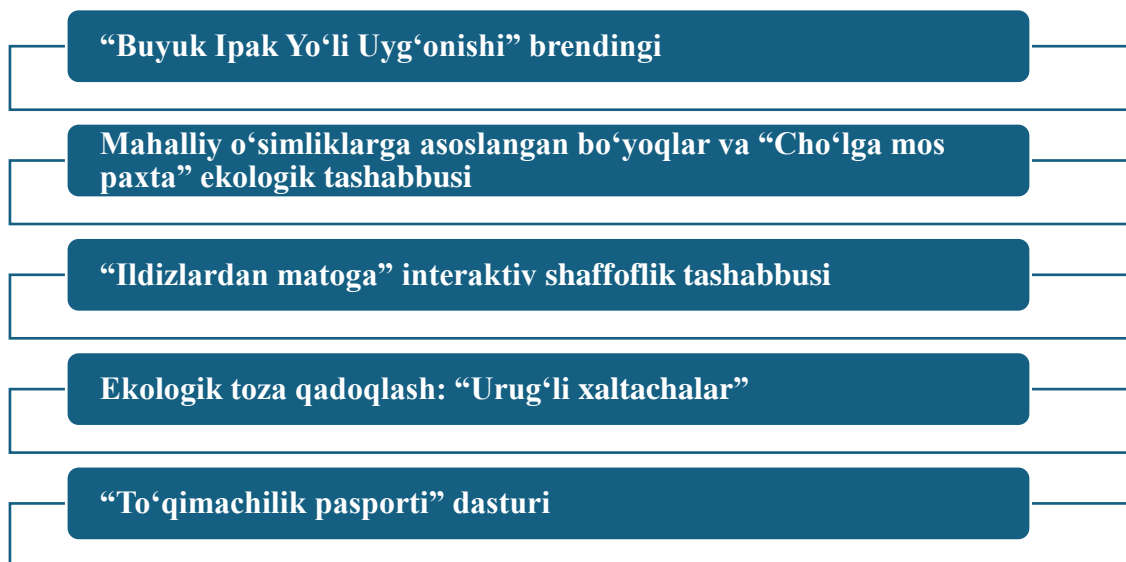 “Buyuk Ipak Yo‘li Uyg‘onishi” brendingi
Mahalliy o‘simliklarga asoslangan bo‘yoqlar va “Cho‘lga mos
paxta” ekologik tashabbusi
“Ildizlardan matoga” interaktiv shaffoflik tashabbusi
Ekologik toza qadoqlash: “Urug‘li xaltachalar”
“To‘qimachilik pasporti” dasturi